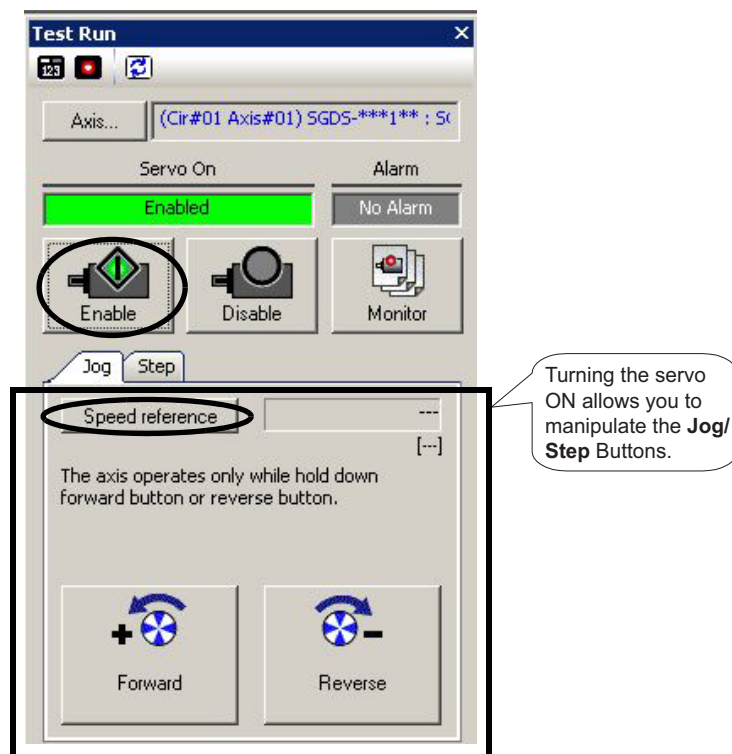 Test Run
123
Axis...
(Cir#01 Axis#01) SGDS-***1** : S
Servo On
Alarm
Enabled
No Alarm
Enable
Disable
Monitor
Jog
Step
Speed reference
---
[---]
The axis operates only while hold down
forward button or reverse button.
+
-
Forward
Reverse
Turning the servo
ON allows you to
manipulate the Jog/
Step Buttons.